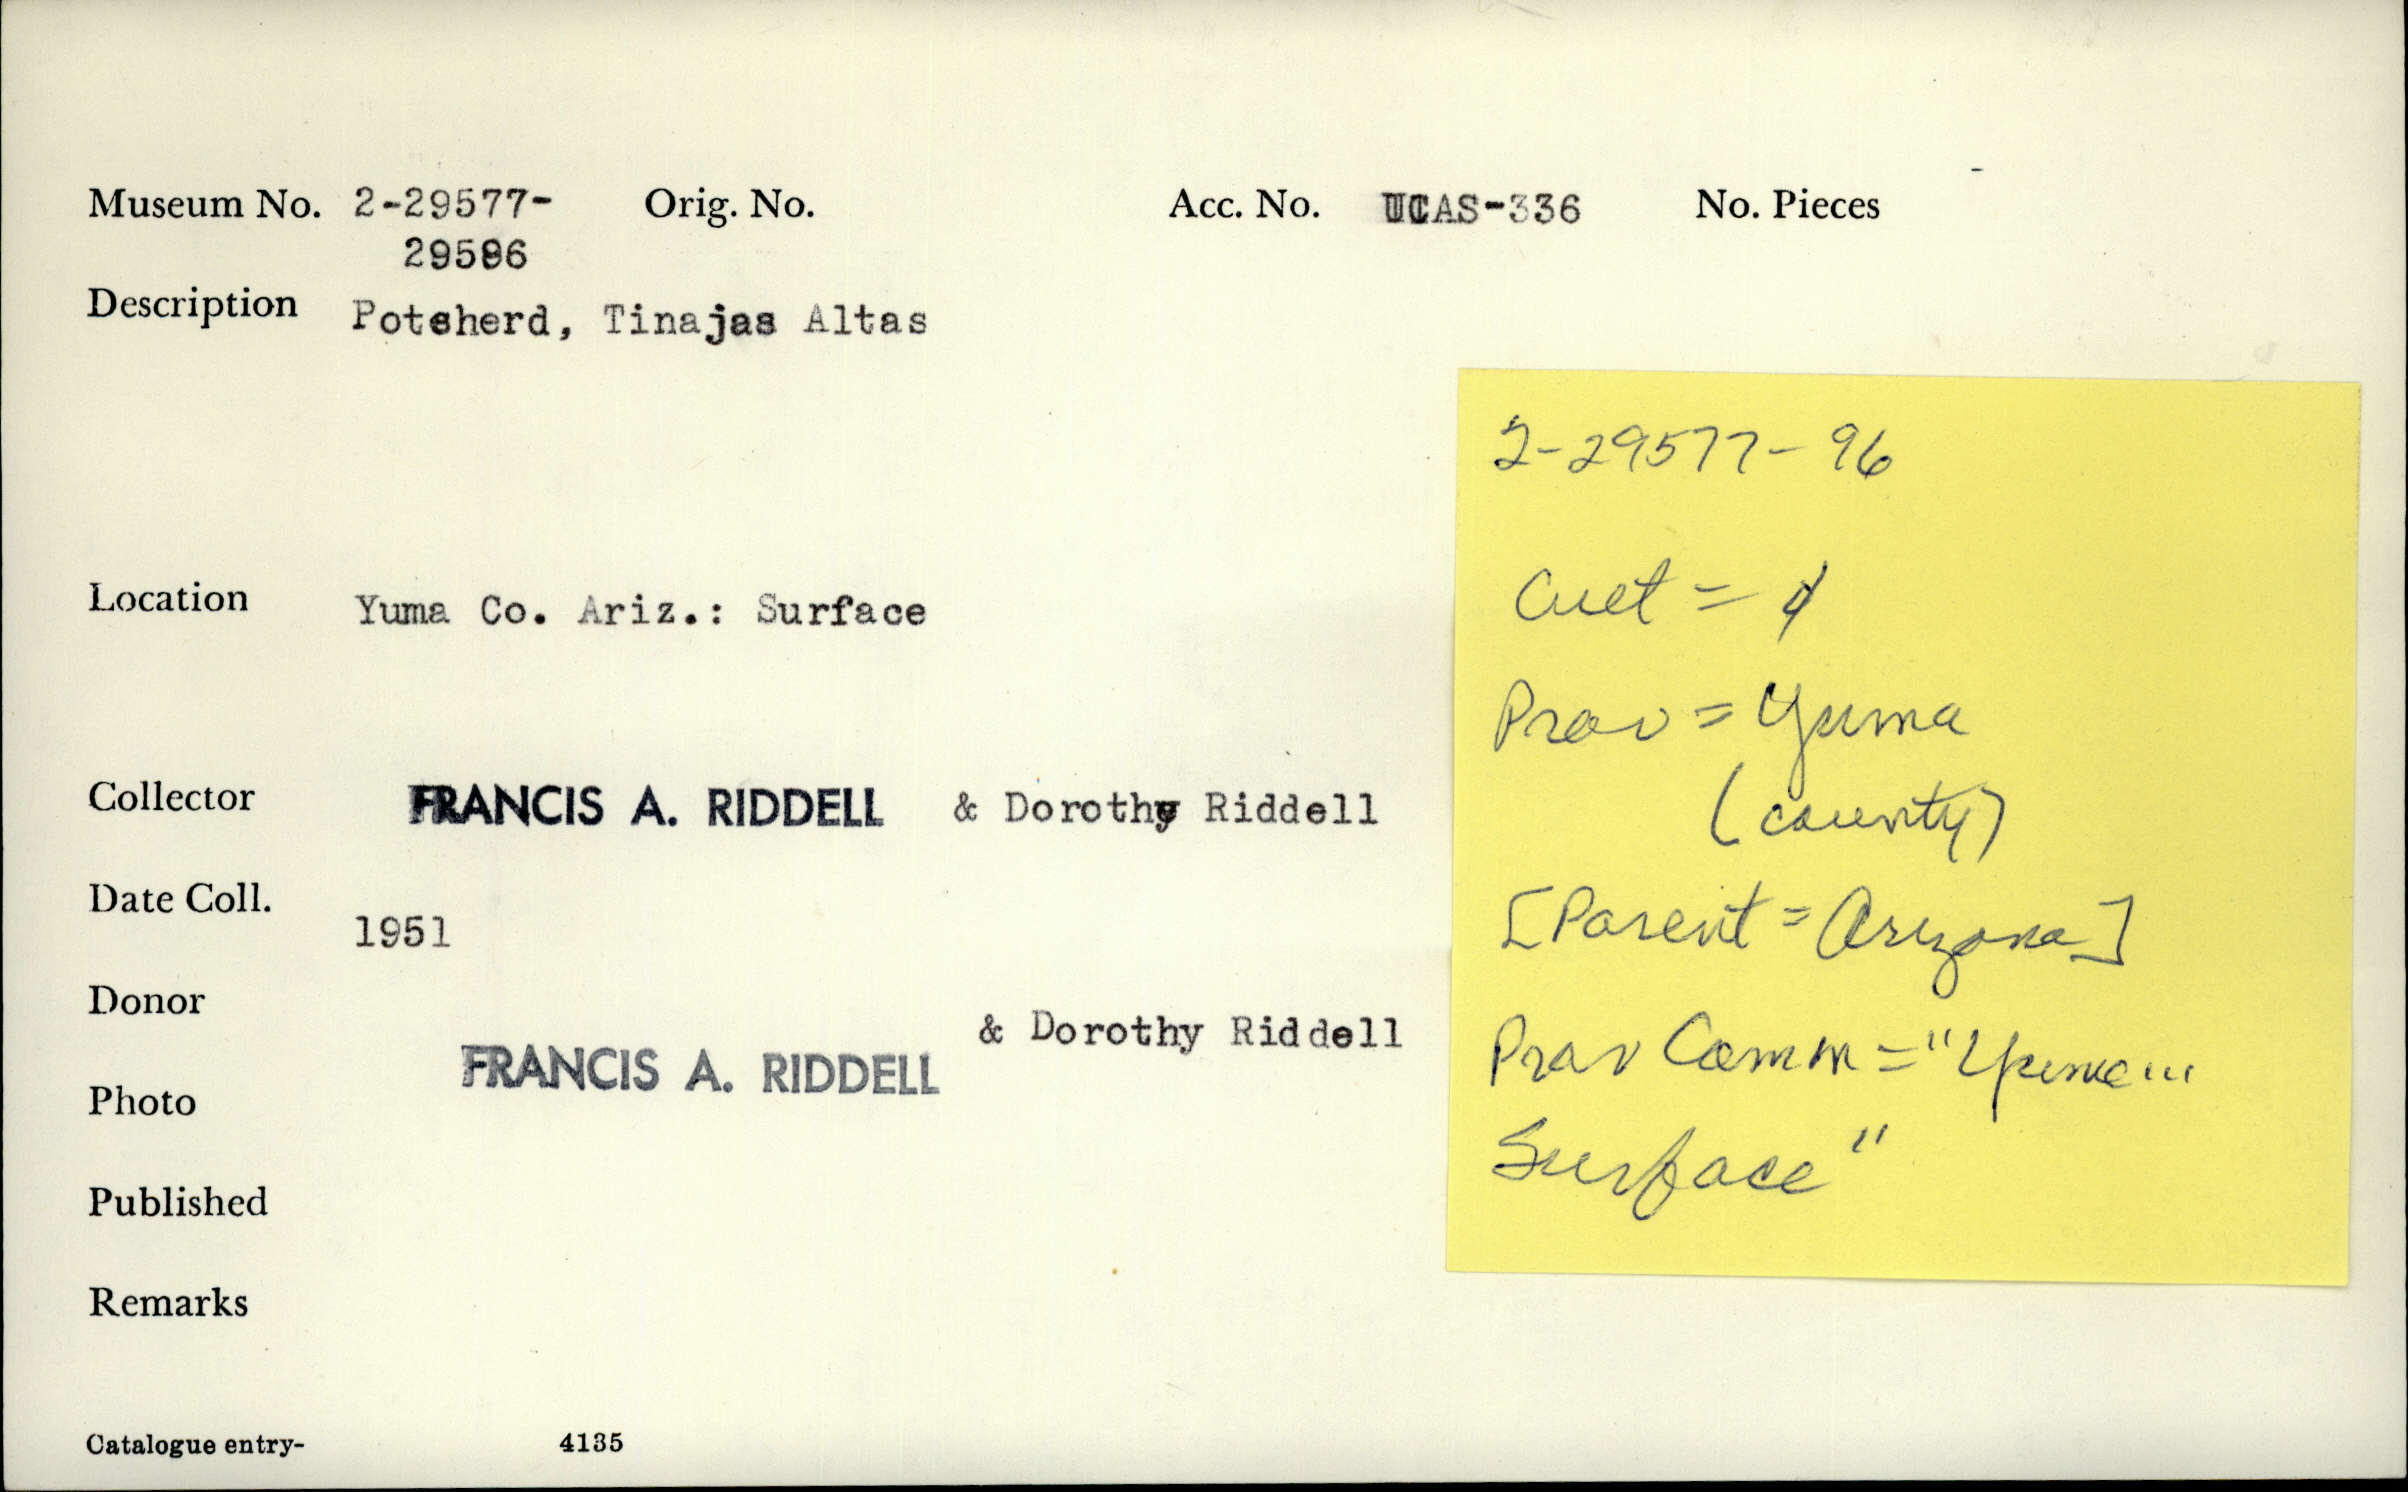 Museum No. 2-29577- Orig. No. Acc. No. UCAS-336 No. Pieces
29596
Description Potsherd, Tinajas Altas
Location Yuma Co. Ariz.: Surface
Collector FRANCIS A. RIDDELL & Dorothy Riddell
Date Coll. 1951
Donor FRANCIS A. RIDDELL & Dorothy Riddell
Photo
Published
Remarks
Catalogue entry- 4135
2-29577-96
Cult =
Prov = Yuma
(county)
[Parent = Arizona]
Prov Comm = "Yuma...
Surface"